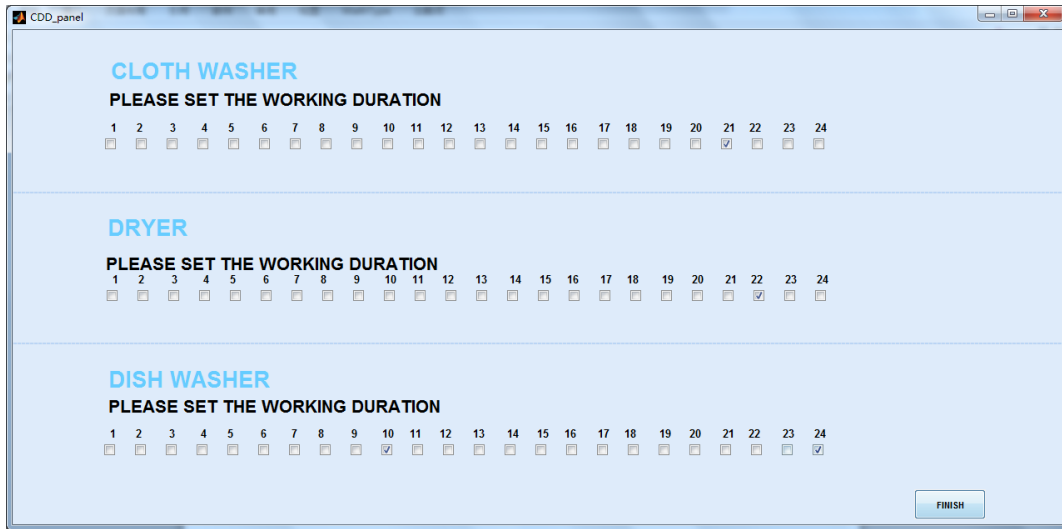 CDD_panel
CLOTH WASHER
PLEASE SET THE WORKING DURATION
1 2 3 4 5 6 7 8 9 10 11 12 13 14 15 16 17 18 19 20 21 22 23 24
DRYER
PLEASE SET THE WORKING DURATION
1 2 3 4 5 6 7 8 9 10 11 12 13 14 15 16 17 18 19 20 21 22 23 24
DISH WASHER
PLEASE SET THE WORKING DURATION
1 2 3 4 5 6 7 8 9 10 11 12 13 14 15 16 17 18 19 20 21 22 23 24
FINISH